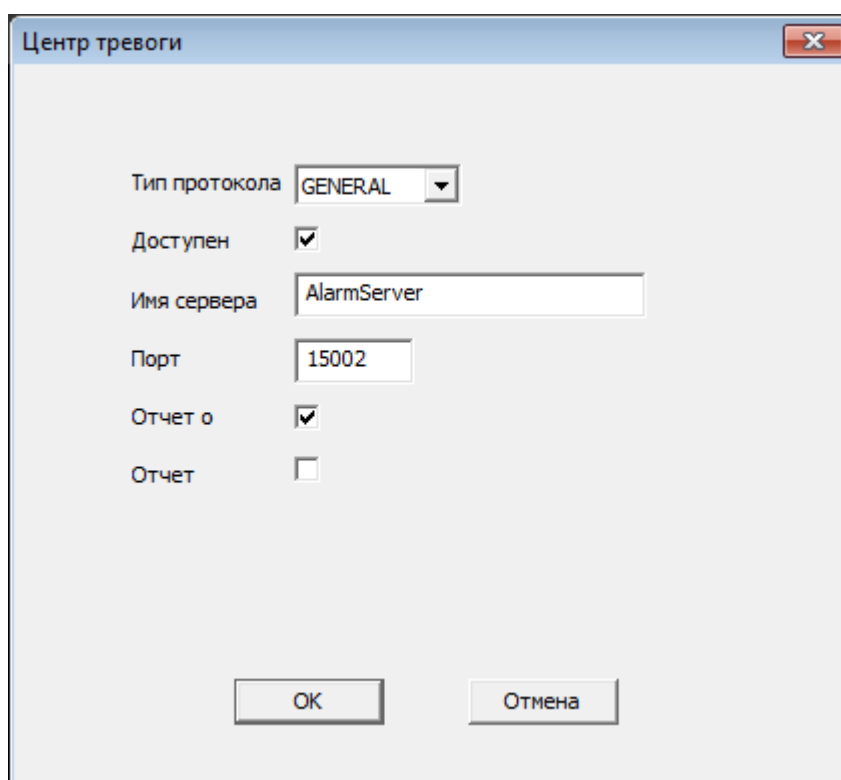 Центр тревоги
Тип протокола GENERAL
Доступен
Имя сервера AlarmServer
Порт 15002
Отчет о
Отчет
OK Отмена